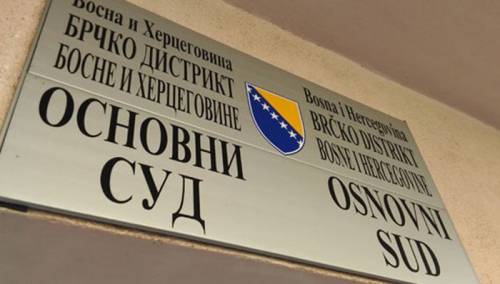 Босна и Херцеговина
БРЧКО ДИСТРИКТ
БОСНЕ И ХЕРЦЕГОВИНЕ
ОСНОВНИ
СУД
Bosna i Hercegovina
BRČKO DISTRIKT
BOSNE I HERCEGOVINE
OSNOVNI
SUD